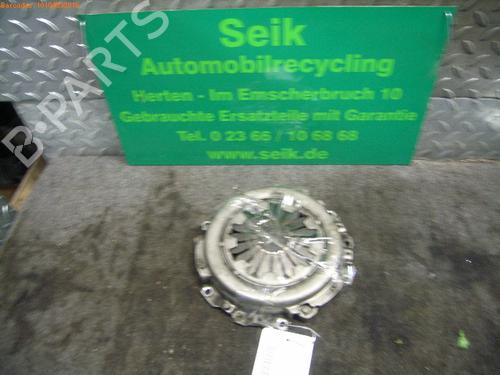 Seik
Automobilrecycling
Herten - Im Emscherbruch 10
Gebrauchte Ersatzteile mit Garantie
Tel. 0 23 66 / 10 68 68
www.seik.de
B-PARTS